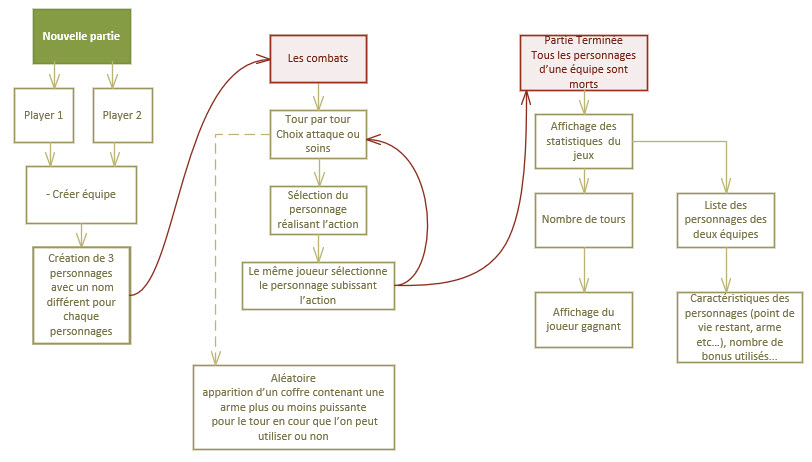 Nouvelle partie
Player 1
Player 2
- Créer équipe
Création de 3
personnages
avec un nom
différent pour
chaque
personnages
Les combats
Tour par tour
Choix attaque ou
soins
Sélection du
personnage
réalisant l'action
Le même joueur sélectionne
le personnage subissant
l'action
Aléatoire
apparition d'un coffre contenant une
arme plus ou moins puissante
pour le tour en cour que l'on peut
utiliser ou non
Partie Terminée
Tous les personnages
d'une équipe sont
morts
Affichage des
statistiques du
jeux
Nombre de tours
Affichage du
joueur gagnant
Liste des
personnages des
deux équipes
Caractéristiques des
personnages (point de
vie restant, arme
etc...), nombre de
bonus utilisés...